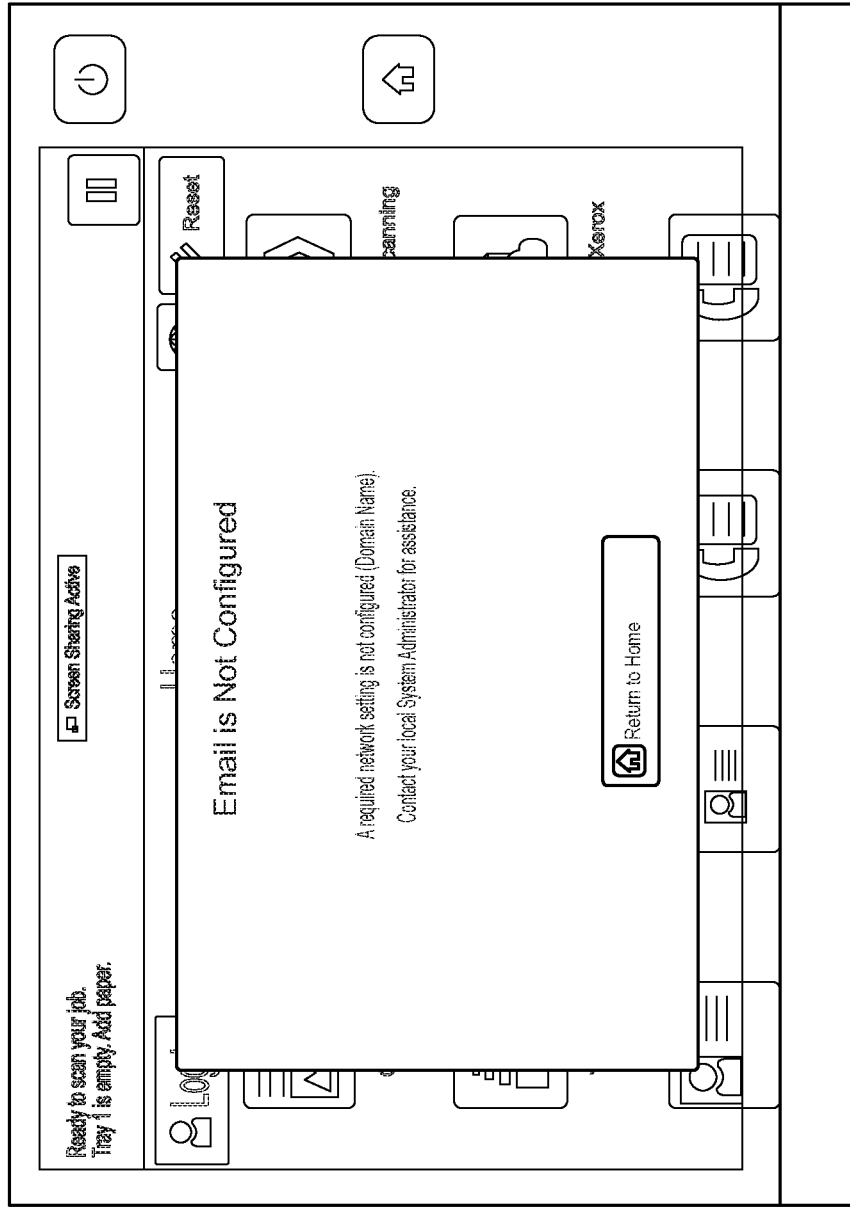 Ready to scan your job.
Tray 1 is empty. Add paper.
Screen Sharing Active
Reset
Email is Not Configured
A required network setting is not configured (Domain Name).
Contact your local System Administrator for assistance.
Return to Home
canning
Xerox